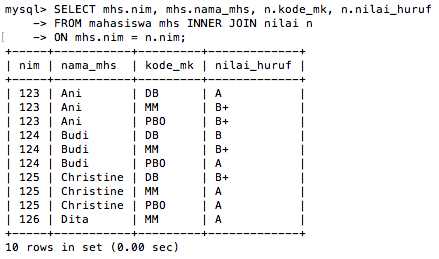 mysql> SELECT mhs.nim, mhs.nama_mhs, n.kode_mk, n.nilai_huruf
    -> FROM mahasiswa mhs INNER JOIN nilai n
[    -> ON mhs.nim = n.nim;
+-----+-----------+---------+-------------+
| nim | nama_mhs  | kode_mk | nilai_huruf |
+-----+-----------+---------+-------------+
| 123 | Ani       | DB      | A           |
| 123 | Ani       | MM      | B+          |
| 123 | Ani       | PBO     | B+          |
| 124 | Budi      | DB      | B           |
| 124 | Budi      | MM      | B+          |
| 124 | Budi      | PBO     | A           |
| 125 | Christine | DB      | B+          |
| 125 | Christine | MM      | A           |
| 125 | Christine | PBO     | A           |
| 126 | Dita      | MM      | A           |
+-----+-----------+---------+-------------+
10 rows in set (0.00 sec)